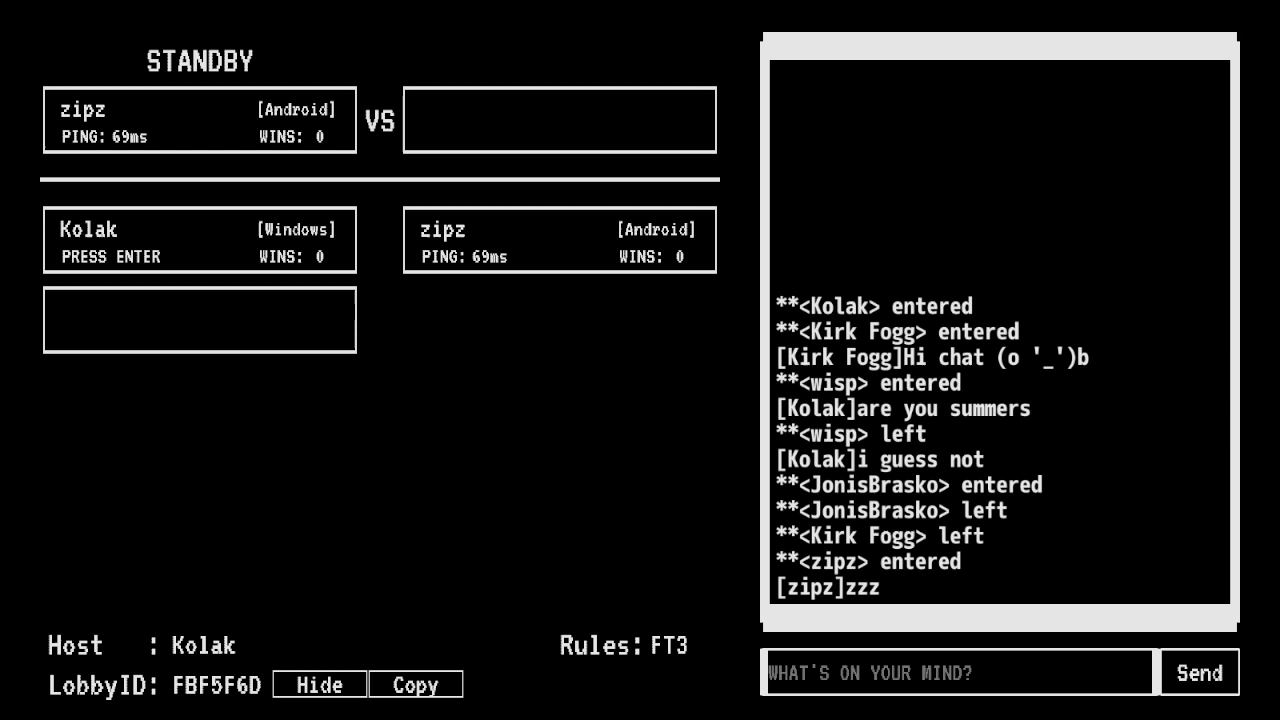 STANDBY
zipz [Android]
PING: 69ms WINS: 0
VS
Kolak [Windows]
PRESS ENTER WINS: 0
zipz [Android]
PING: 69ms WINS: 0
**<Kolak> entered
**<Kirk Fogg> entered
[Kirk Fogg]Hi chat (o '_')b
**<wisp> entered
[Kolak]are you summers
**<wisp> left
[Kolak]i guess not
**<JonisBrasko> entered
**<JonisBrasko> left
**<Kirk Fogg> left
**<zipz> entered
[zipz]zzz
Host : Kolak
Rules: FT3
LobbyID: FBF5F6D Hide Copy
WHAT'S ON YOUR MIND? Send